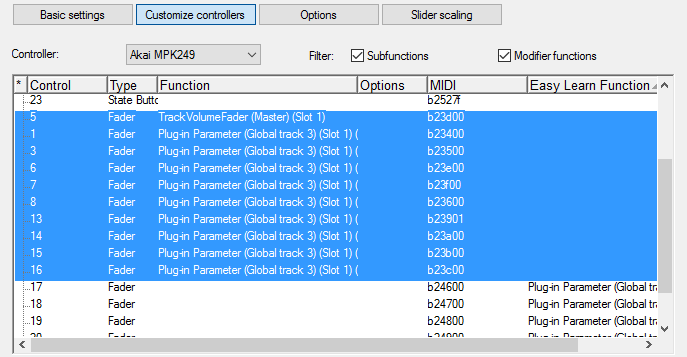 Basic settings Customize controllers Options Slider scaling
Controller: Akai MPK249 Filter: Subfunctions Modifier functions
* Control Type Function Options MIDI Easy Learn Function
23 State Butto b2527f
5 Fader TrackVolumeFader (Master) (Slot 1) b23d00
1 Fader Plug-in Parameter (Global track 3) (Slot 1) ( b23400
3 Fader Plug-in Parameter (Global track 3) (Slot 1) ( b23500
6 Fader Plug-in Parameter (Global track 3) (Slot 1) ( b23e00
7 Fader Plug-in Parameter (Global track 3) (Slot 1) ( b23f00
8 Fader Plug-in Parameter (Global track 3) (Slot 1) ( b23600
13 Fader Plug-in Parameter (Global track 3) (Slot 1) ( b23901
14 Fader Plug-in Parameter (Global track 3) (Slot 1) ( b23a00
15 Fader Plug-in Parameter (Global track 3) (Slot 1) ( b23b00
16 Fader Plug-in Parameter (Global track 3) (Slot 1) ( b23c00
17 Fader b24600 Plug-in Parameter (Global tra
18 Fader b24700 Plug-in Parameter (Global tra
19 Fader b24800 Plug-in Parameter (Global tra
20 Fader b24900 Plug-in Parameter (Global tra